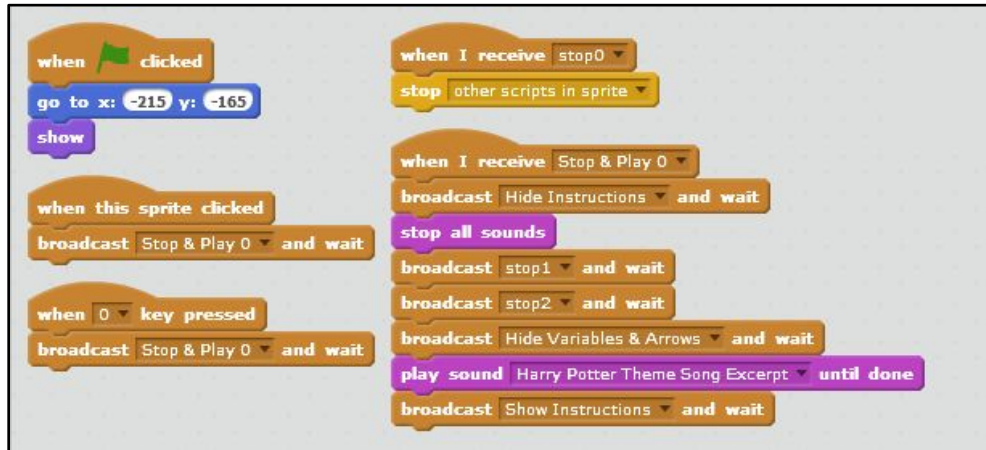 when clicked
go to x: -215 y: -165
show
when this sprite clicked
broadcast Stop & Play 0 and wait
when 0 key pressed
broadcast Stop & Play 0 and wait
when I receive stop0
stop other scripts in sprite
when I receive Stop & Play 0
broadcast Hide Instructions and wait
stop all sounds
broadcast stop1 and wait
broadcast stop2 and wait
broadcast Hide Variables & Arrows and wait
play sound Harry Potter Theme Song Excerpt until done
broadcast Show Instructions and wait